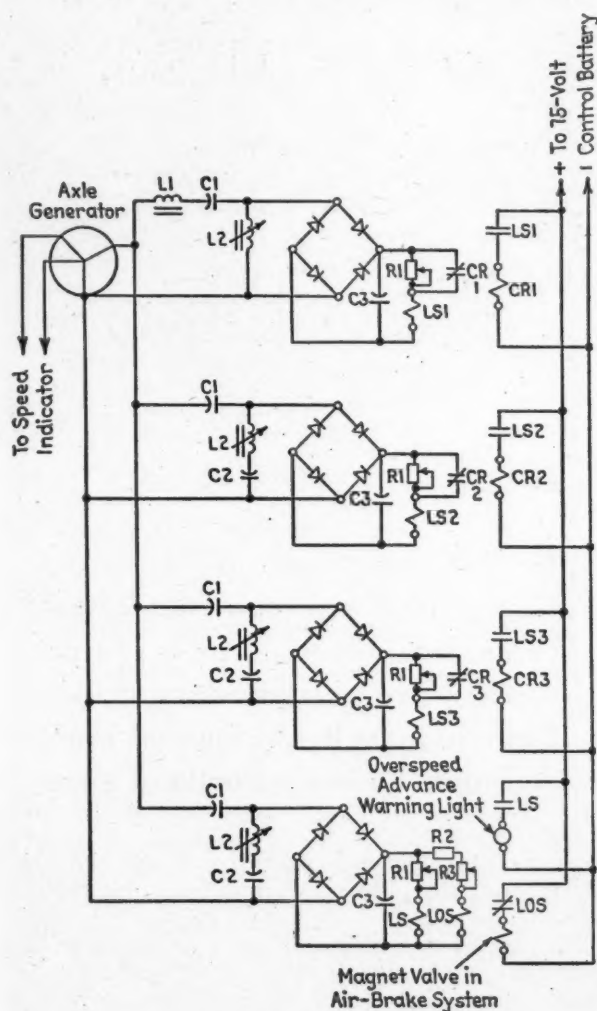 Axle
Generator
To Speed
Indicator
+ To 75-Volt
Control Battery
L1
C1
L2
C3
R1
CR
1
LS1
LS1
CR1
C1
L2
C2
C3
R1
CR
2
LS2
LS2
CR2
C1
L2
C2
C3
R1
CR
3
LS3
LS3
CR3
Overspeed
Advance
Warning Light
LS
C1
L2
C2
C3
R1
R2
R3
LS
LOS
LOS
Magnet Valve in
Air-Brake System